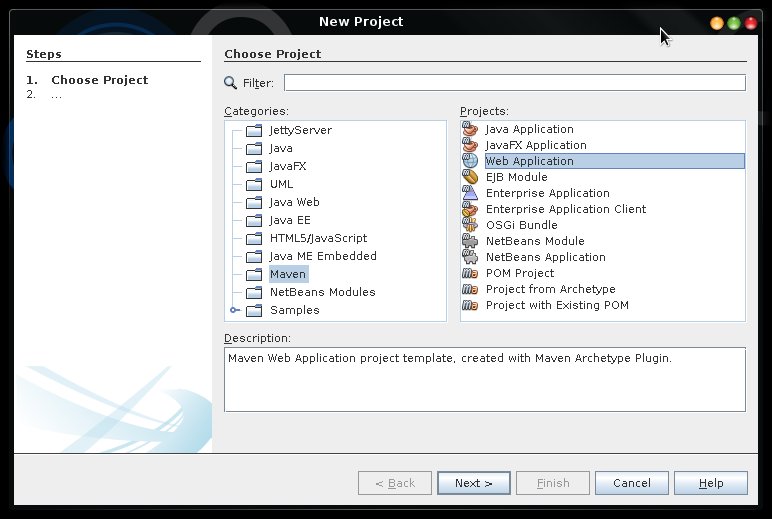 New Project
Steps
1. Choose Project
2. ...
Choose Project
Filter:
Categories:
JettyServer
Java
JavaFX
UML
Java Web
Java EE
HTML5/JavaScript
Java ME Embedded
Maven
NetBeans Modules
Samples
Projects:
Java Application
JavaFX Application
Web Application
EJB Module
Enterprise Application
Enterprise Application Client
OSGi Bundle
NetBeans Module
NetBeans Application
POM Project
Project from Archetype
Project with Existing POM
Description:
Maven Web Application project template, created with Maven Archetype Plugin.
< Back
Next >
Finish
Cancel
Help